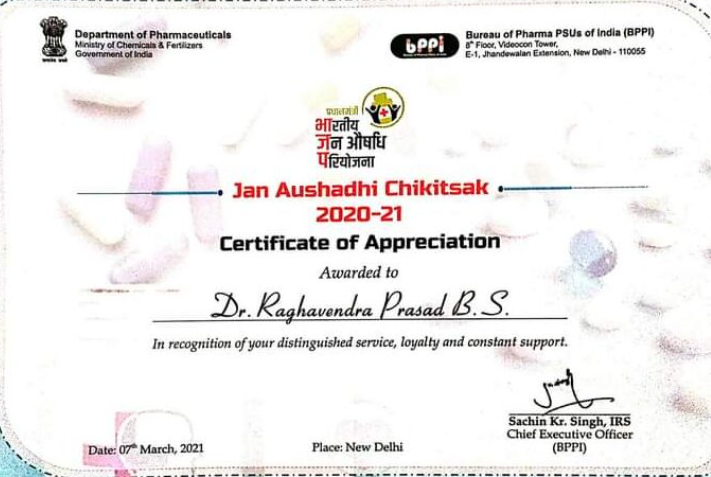 Department of Pharmaceuticals
Ministry of Chemicals & Fertilizers
Government of India
bppi
Bureau of Pharma PSUs of India (BPPI)
8th Floor, Videocon Tower,
E-1, Jhandewalan Extension, New Delhi - 110055
प्रधानमंत्री
भारतीय
जन औषधि
परियोजना
Jan Aushadhi Chikitsak
2020-21
Certificate of Appreciation
Awarded to
Dr. Raghavendra Prasad B.S.
In recognition of your distinguished service, loyalty and constant support.
Sachin Kr. Singh, IRS
Chief Executive Officer
(BPPI)
Date: 07th March, 2021
Place: New Delhi